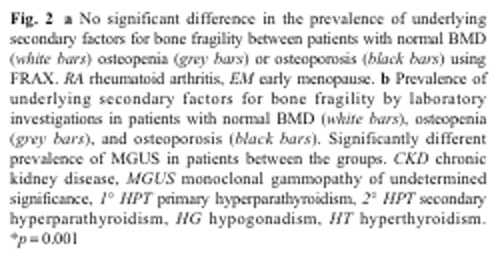 Fig. 2 a No significant difference in the prevalence of underlying
secondary factors for bone fragility between patients with normal BMD
(white bars) osteopenia (grey bars) or osteoporosis (black bars) using
FRAX. RA rheumatoid arthritis, EM early menopause. b Prevalence of
underlying secondary factors for bone fragility by laboratory
investigations in patients with normal BMD (white bars), osteopenia
(grey bars), and osteoporosis (black bars). Significantly different
prevalence of MGUS in patients between the groups. CKD chronic
kidney disease, MGUS monoclonal gammopathy of undetermined
significance, 1° HPT primary hyperparathyroidism, 2° HPT secondary
hyperparathyroidism, HG hypogonadism, HT hyperthyroidism.
*p=0.001